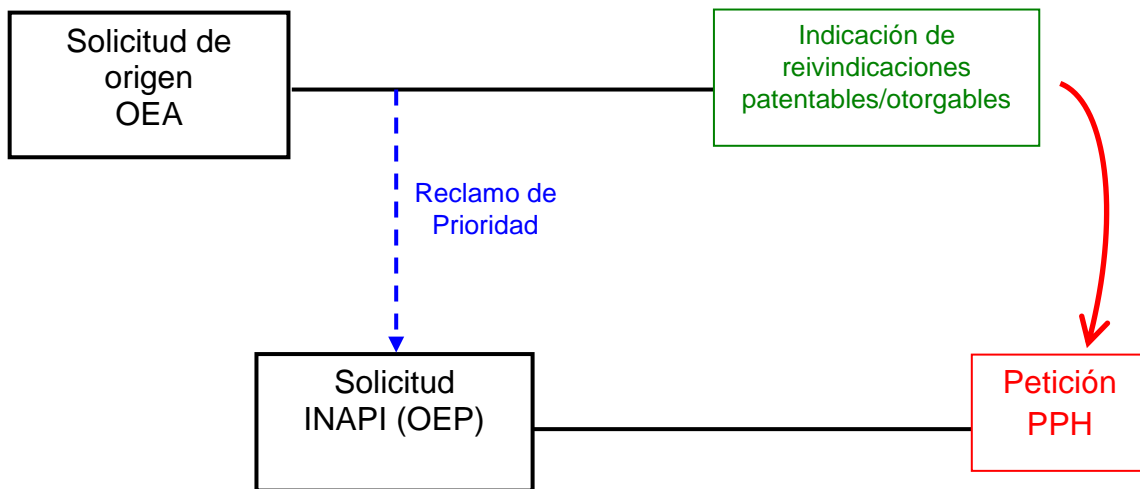 Solicitud de
origen
OEA
Indicación de
reivindicaciones
patentables/otorgables
Reclamo de
Prioridad
Solicitud
INAPI (OEP)
Petición
PPH